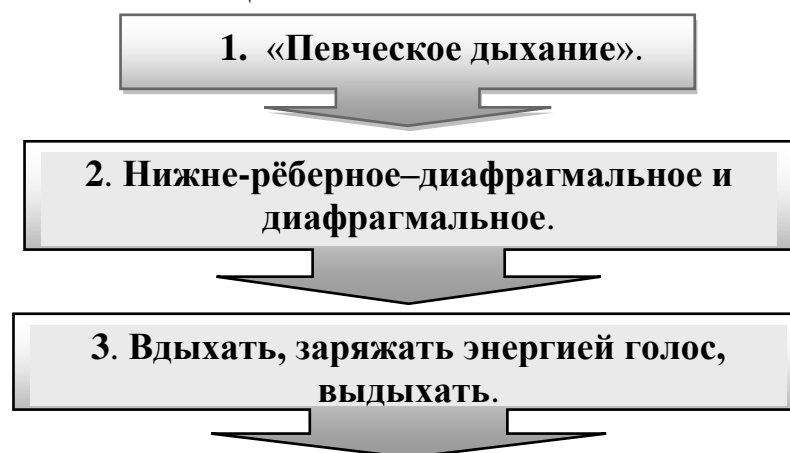 1. «Певческое дыхание».
2. Нижне-рёберное–диафрагмальное и
диафрагмальное.
3. Вдыхать, заряжать энергией голос,
выдыхать.